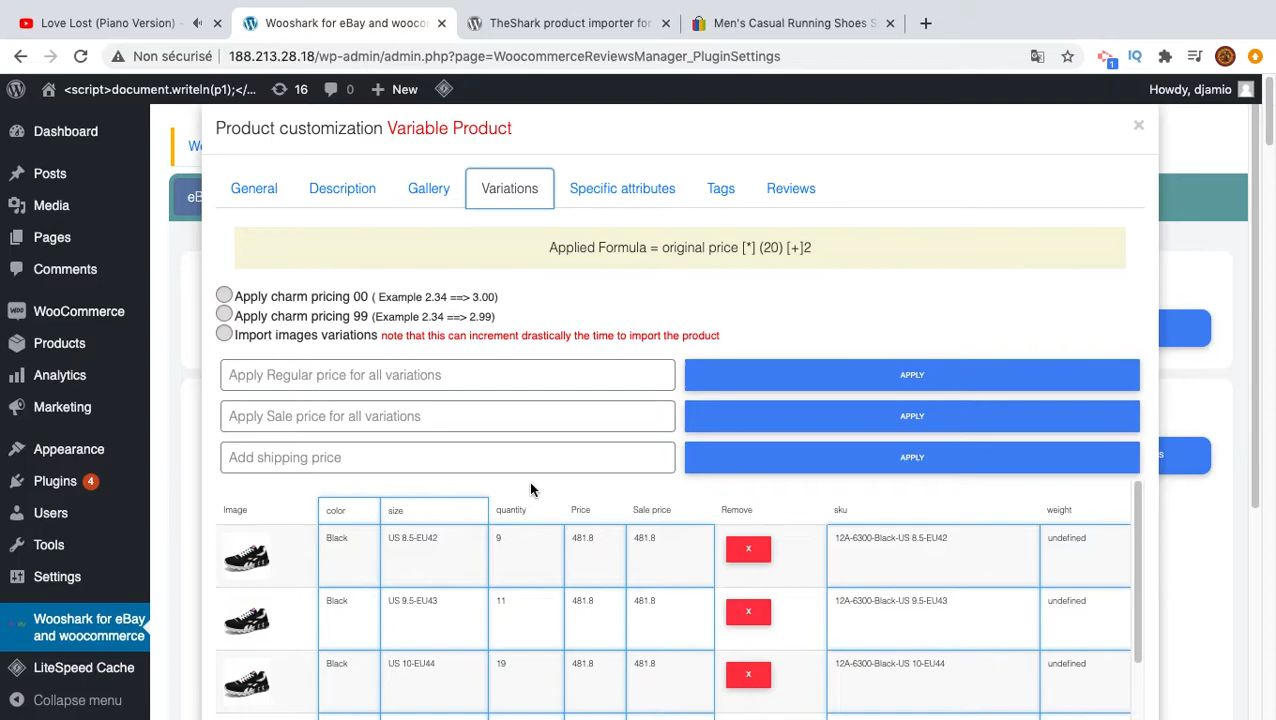 Love Lost (Piano Version)
Wooshark for eBay and wooco
TheShark product importer for
Men's Casual Running Shoes S
Non sécurisé
188.213.28.18/wp-admin/admin.php?page=WoocommerceReviewsManager_PluginSettings
1
IQ
<script>document.writeln(p1);</...
16
0
New
Howdy, djamio
Dashboard
Posts
Media
Pages
Comments
WooCommerce
Products
Analytics
Marketing
Appearance
Plugins 4
Users
Tools
Settings
Wooshark for eBay
and woocommerce
LiteSpeed Cache
Collapse menu
Product customization Variable Product
×
General
Description
Gallery
Variations
Specific attributes
Tags
Reviews
Applied Formula = original price [*] (20) [+]2
Apply charm pricing 00 ( Example 2.34 ==> 3.00)
Apply charm pricing 99 (Example 2.34 ==> 2.99)
Import images variations note that this can increment drastically the time to import the product
Apply Regular price for all variations
APPLY
Apply Sale price for all variations
APPLY
Add shipping price
APPLY
Image color size quantity Price Sale price Remove sku weight
Black US 8.5-EU42 9 481.8 481.8 X 12A-6300-Black-US 8.5-EU42 undefined
Black US 9.5-EU43 11 481.8 481.8 X 12A-6300-Black-US 9.5-EU43 undefined
Black US 10-EU44 19 481.8 481.8 X 12A-6300-Black-US 10-EU44 undefined